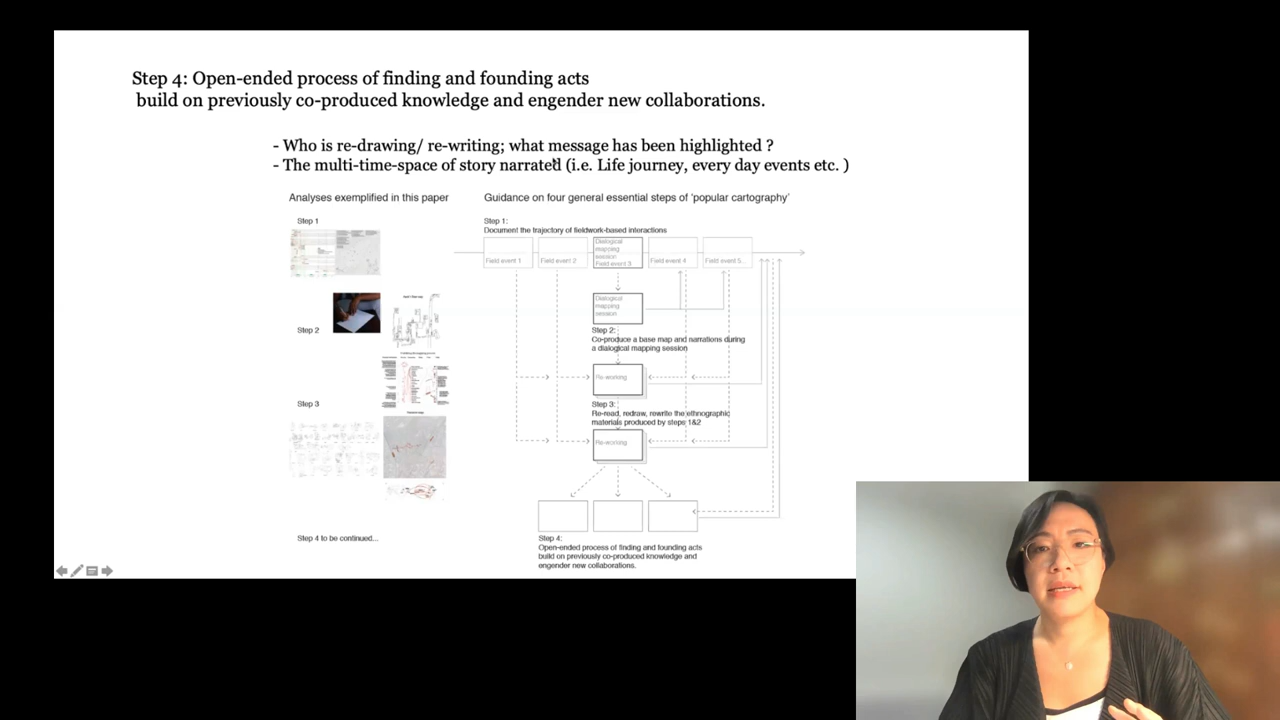 Step 4: Open-ended process of finding and founding acts
build on previously co-produced knowledge and engender new collaborations.
- Who is re-drawing/ re-writing; what message has been highlighted ?
- The multi-time-space of story narrated (i.e. Life journey, every day events etc. )
Analyses exemplified in this paper
Guidance on four general essential steps of 'popular cartography'
Step 1
Step 1:
Document the trajectory of fieldwork-based interactions
Field event 1
Field event 2
Dialogical
mapping
session
Field event 3
Field event 4
Field event 5...
Dialogical
mapping
session
Step 2
Step 2:
Co-produce a base map and narrations during
a dialogical mapping session
Re-working
Step 3
Step 3:
Re-read, redraw, rewrite the ethnographic
materials produced by steps 1&2
Re-working
Step 4 to be continued...
Step 4:
Open-ended process of finding and founding acts
build on previously co-produced knowledge and
engender new collaborations.